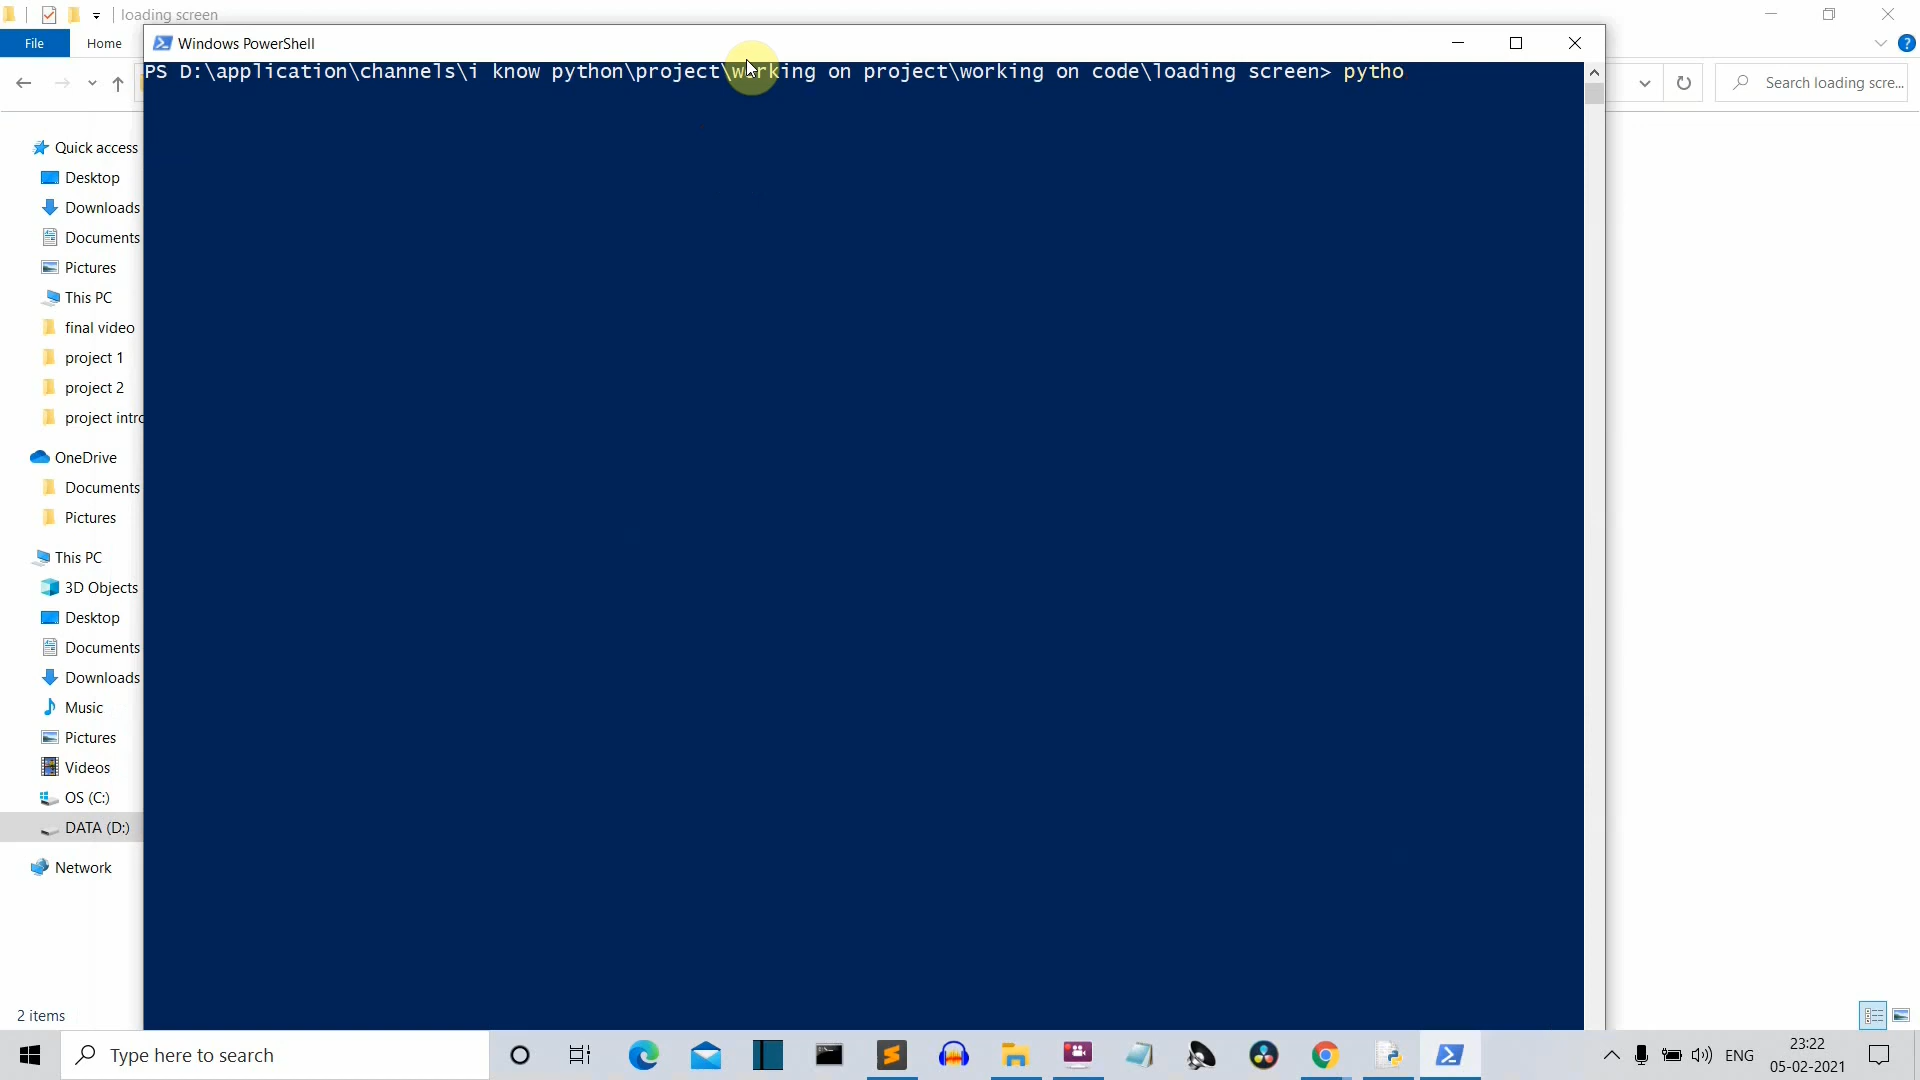 loading screen
File
Home
Windows PowerShell
PS D:\application\channels\i know python\project\working on project\working on code\loading screen> pytho
Search loading scre...
Quick access
Desktop
Downloads
Documents
Pictures
This PC
final video
project 1
project 2
project intro
OneDrive
Documents
Pictures
This PC
3D Objects
Desktop
Documents
Downloads
Music
Pictures
Videos
OS (C:)
DATA (D:)
Network
2 items
Type here to search
ENG
23:22
05-02-2021